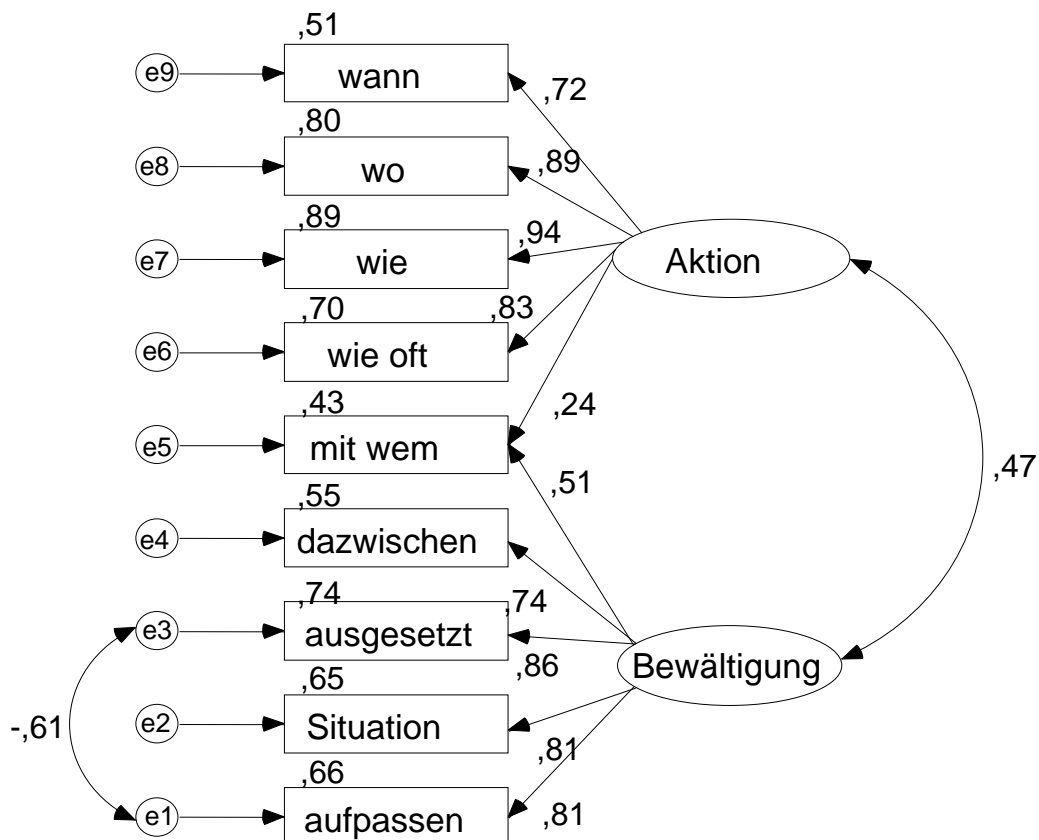 ,51
e9
wann
,72
,80
e8
wo
,89
,89
e7
wie
,94
Aktion
,70
e6
wie oft
,83
,43
e5
mit wem
,24
,51
,47
,55
e4
dazwischen
,74
e3
ausgesetzt
,74
,86
Bewältigung
,65
-,61
e2
Situation
,81
,66
e1
aufpassen
,81